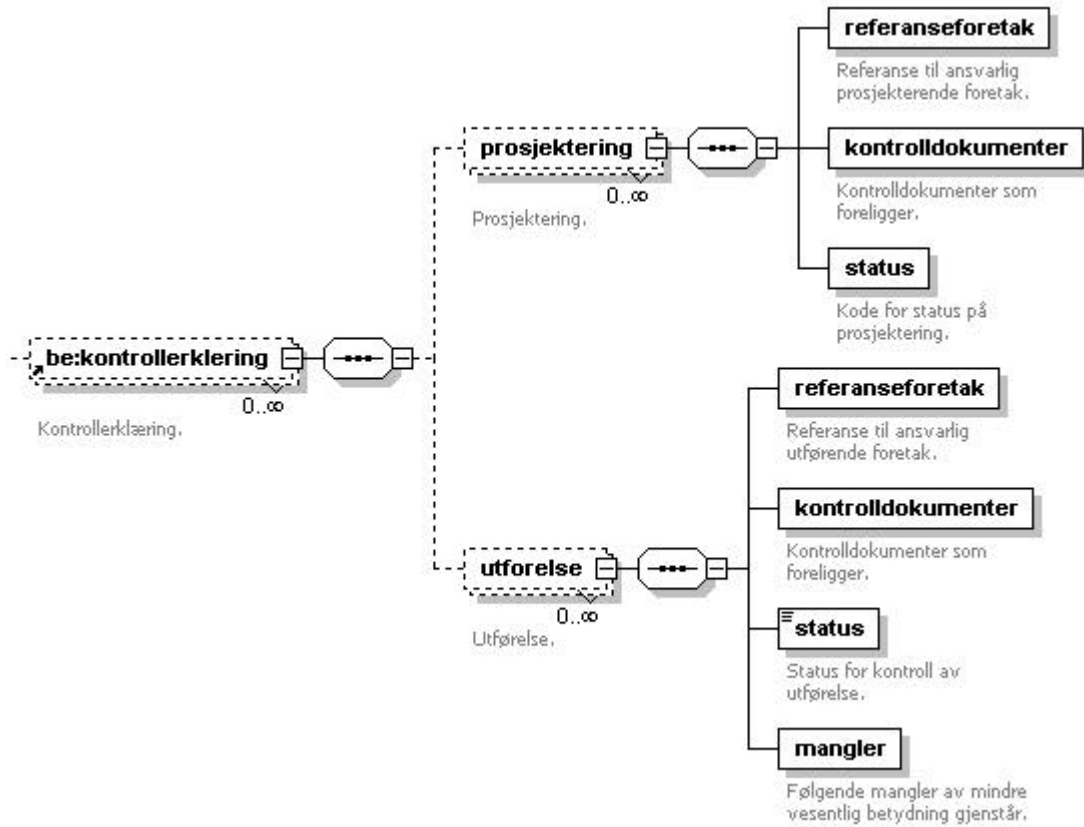 referanseforetak
Referanse til ansvarlig
prosjekterende foretak.
prosjektering
0..∞
Prosjektering.
kontrolldokumenter
Kontrolldokumenter som
foreligger.
status
Kode for status på
prosjektering.
be:kontrollerklering
0..∞
Kontrollerklæring.
referanseforetak
Referanse til ansvarlig
utførende foretak.
kontrolldokumenter
Kontrolldokumenter som
foreligger.
utforelse
0..∞
Utførelse.
status
Status for kontroll av
utførelse.
mangler
Følgende mangler av mindre
vesentlig betydning gjenstår.